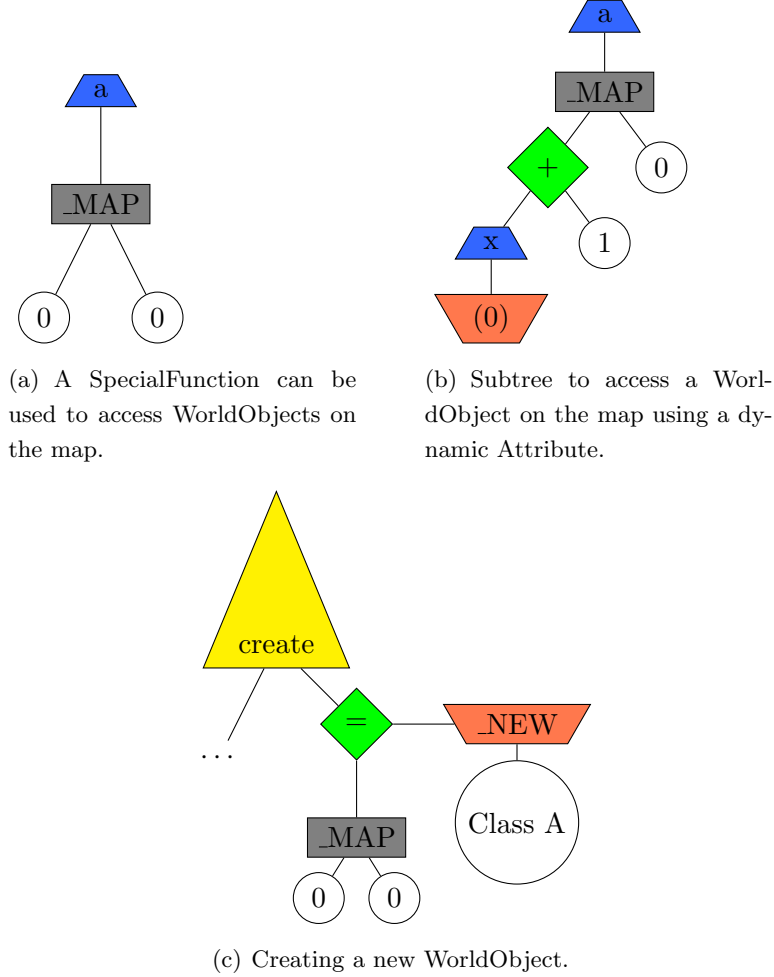 a
_MAP
0 0
(a) A SpecialFunction can be
used to access WorldObjects on
the map.
a
_MAP
+ 0
x 1
(0)
(b) Subtree to access a Worl-
dObject on the map using a dy-
namic Attribute.
create
= _NEW
...
Class A
_MAP
0 0
(c) Creating a new WorldObject.